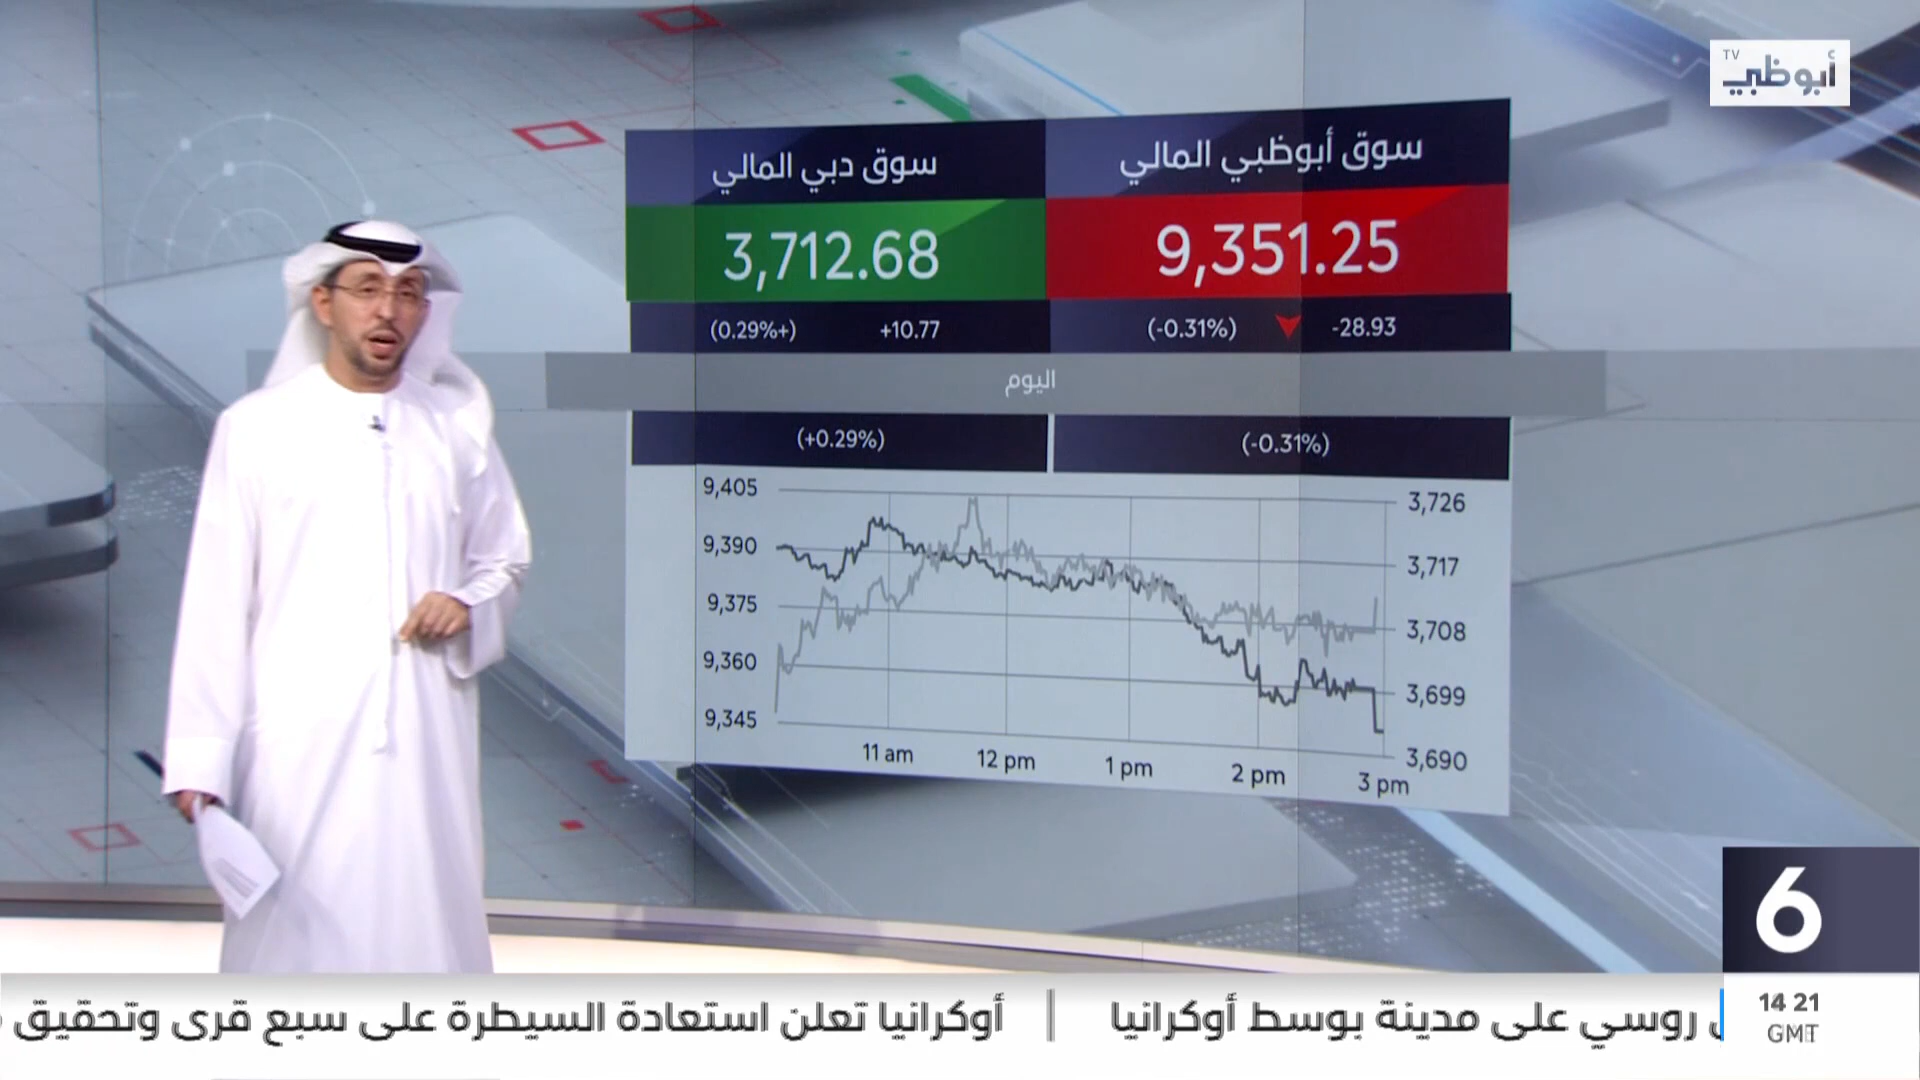 TV
أبوظبي
سوق أبوظبي المالي
سوق دبي المالي
9,351.25
3,712.68
-28.93
(-0.31%)
+10.77
(0.29%+)
اليوم
(-0.31%)
(+0.29%)
9,405
9,390
9,375
9,360
9,345
3,726
3,717
3,708
3,699
3,690
11 am
12 pm
1 pm
2 pm
3 pm
6
14 21
GMT
روسي على مدينة بوسط أوكرانيا | أوكرانيا تعلن استعادة السيطرة على سبع قرى وتحقيق